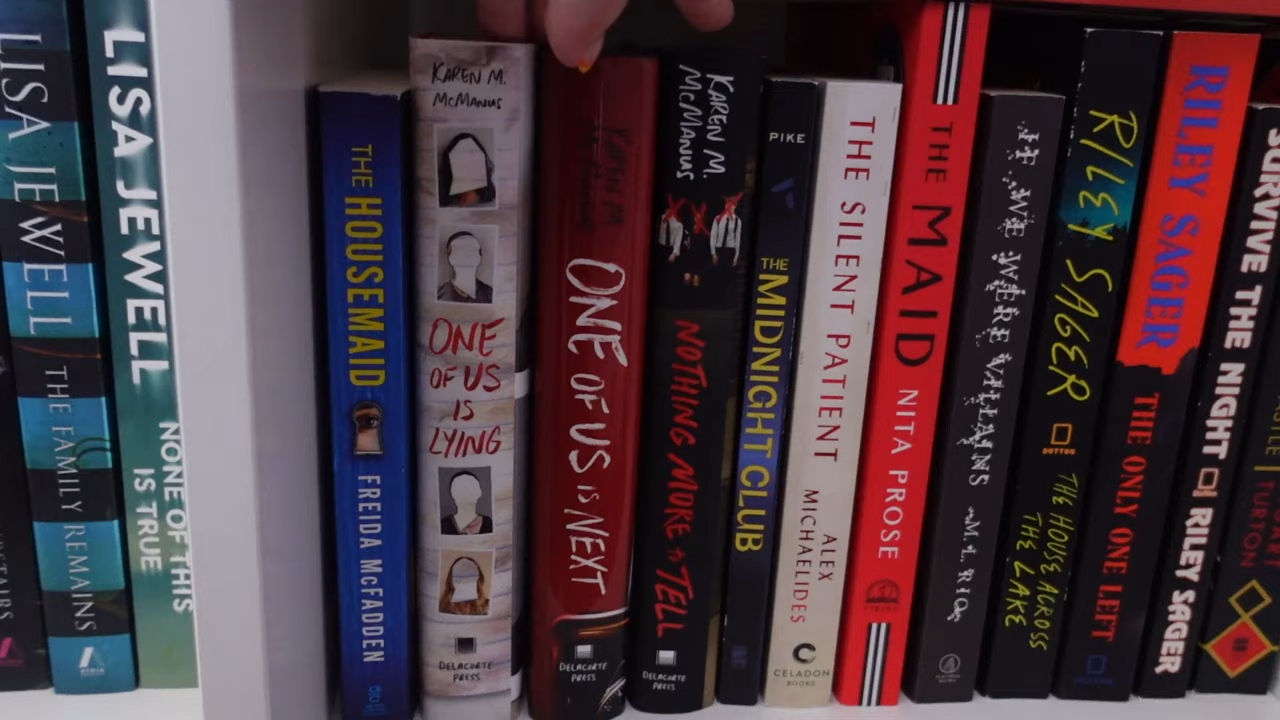 LISA JEWELL
THE FAMILY REMAINS
ATRIA
LISA JEWELL
NONE OF THIS
IS TRUE
THE HOUSEMAID
FREIDA McFADDEN
KAREN M.
McMANUS
ONE
OF US
IS
LYING
DELACORTE
PRESS
KAREN M.
ONE OF US IS NEXT
DELACORTE
PRESS
KAREN M.
McMANUS
NOTHING MORE to TELL
DELACORTE
PRESS
PIKE
THE MIDNIGHT CLUB
THE SILENT PATIENT
ALEX
MICHAELIDES
CELADON
BOOKS
THE MAID
NITA PROSE
IF WE WERE VILLAINS
M. L. RIO
RILEY SAGER
DUTTON
THE HOUSE ACROSS
THE LAKE
RILEY SAGER
THE ONLY ONE LEFT
SURVIVE THE NIGHT
RILEY SAGER
TURTON